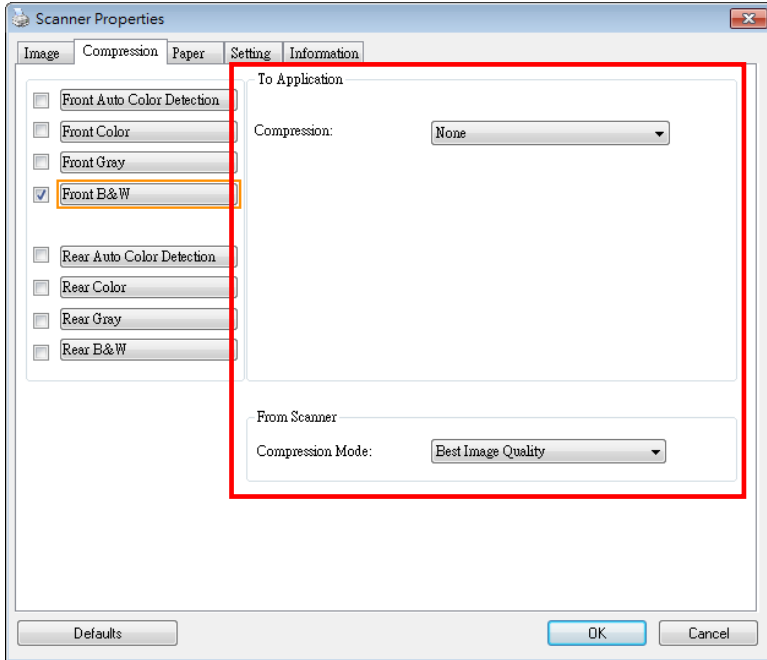 Scanner Properties
Image Compression Paper Setting Information
Front Auto Color Detection
Front Color
Front Gray
Front B&W
Rear Auto Color Detection
Rear Color
Rear Gray
Rear B&W
To Application
Compression: None
From Scanner
Compression Mode: Best Image Quality
Defaults OK Cancel